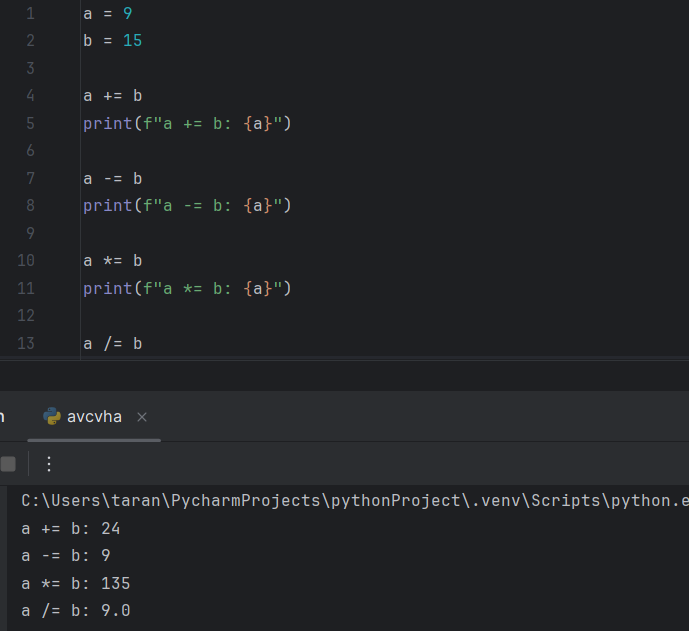 1 a = 9
2 b = 15
3
4 a += b
5 print(f"a += b: {a}")
6
7 a -= b
8 print(f"a -= b: {a}")
9
10 a *= b
11 print(f"a *= b: {a}")
12
13 a /= b
avcvha
C:\Users\taran\PycharmProjects\pythonProject\.venv\Scripts\python.e
a += b: 24
a -= b: 9
a *= b: 135
a /= b: 9.0